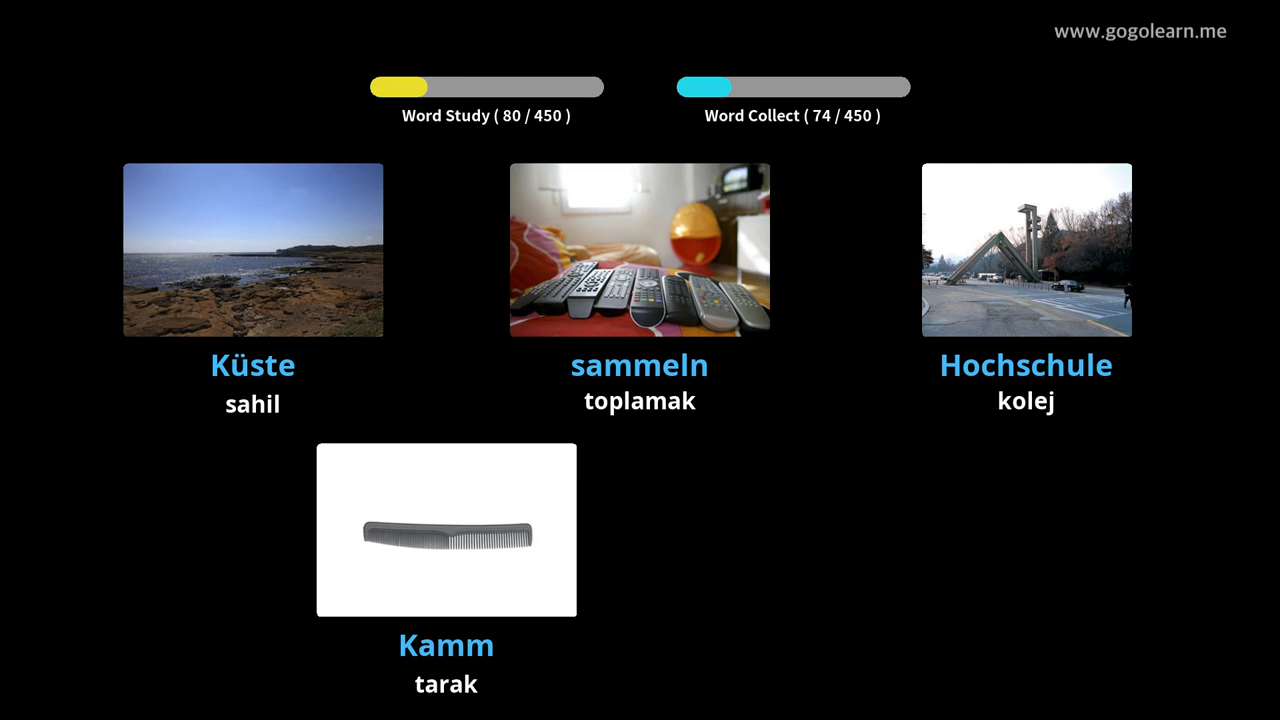 www.gogolearn.me
Word Study ( 80 / 450 )
Word Collect ( 74 / 450 )
Küste
sahil
sammeln
toplamak
Hochschule
kolej
Kamm
tarak